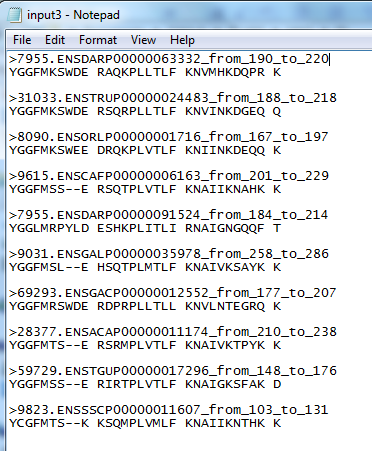 input3 - Notepad
File Edit Format View Help
>7955.ENSDARP00000063332_from_190_to_220
YGGFMKSWDE RAQKPLLTLF KNVMHKDQPR K
>31033.ENSTRUP00000024483_from_188_to_218
YGGFMKSWDE RSQRPLLTLF KNVINKDGEQ Q
>8090.ENSORLP00000001716_from_167_to_197
YGGFMKSWEE DRQKPLVTLF KNIINKDEQQ K
>9615.ENSCAFP00000006163_from_201_to_229
YGGFMSS--E RSQTPLVTLF KNAIIKNAHK K
>7955.ENSDARP00000091524_from_184_to_214
YGGLMRPYLD ESHKPLITLI RNAIGNGQQF T
>9031.ENSGALP00000035978_from_258_to_286
YGGFMSL--E HSQTPLMTLF KNAIVKSAYK K
>69293.ENSGACP00000012552_from_177_to_207
YGGFMRSWDE RDPRPLLTLL KNVLNTEGRQ K
>28377.ENSACAP00000011174_from_210_to_238
YGGFMTS--E RSRMPLVTLF KNAIVKTPYK K
>59729.ENSTGUP00000017296_from_148_to_176
YGGFMSS--E RIRTPLVTLF KNAIGKSFAK D
>9823.ENSSSCP00000011607_from_103_to_131
YCGFMTS--K KSQMPLVMLF KNAIIKNTHK K